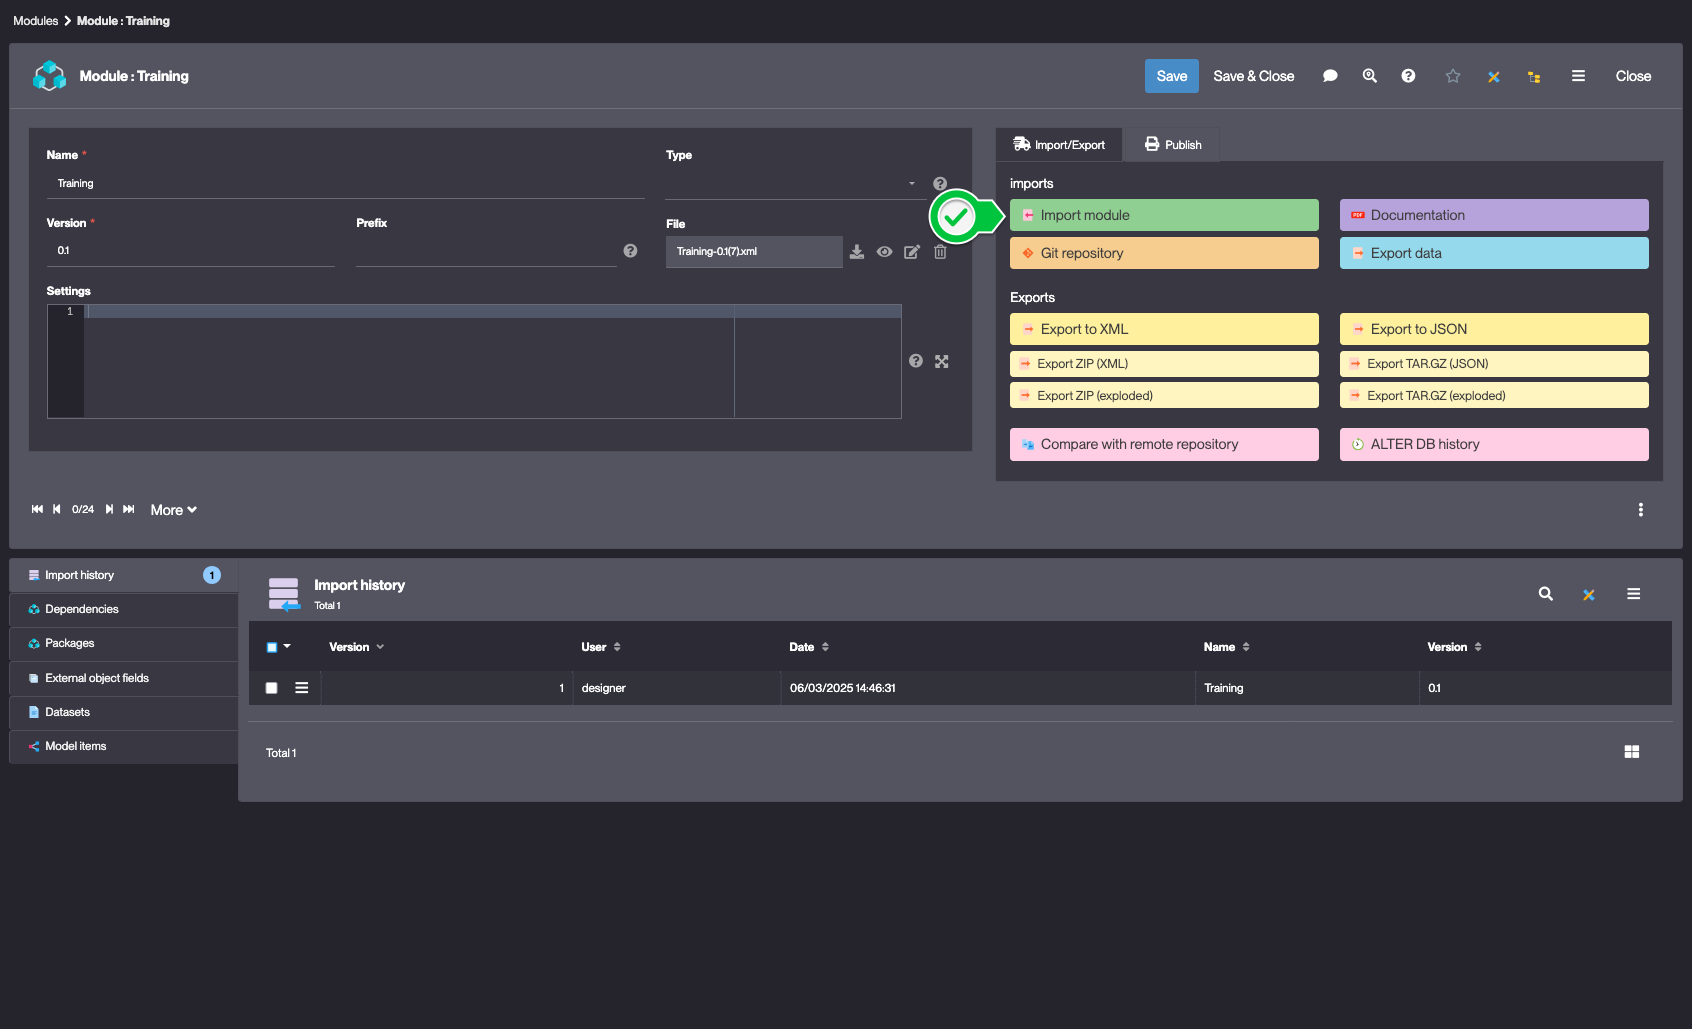 Modules > Module : Training
Module : Training
Save
Save & Close
Close
Name *
Training
Type
Version *
0.1
Prefix
File
Training-0.1(7).xml
Settings
1
Import/Export
Publish
imports
Import module
Documentation
Git repository
Export data
Exports
Export to XML
Export to JSON
Export ZIP (XML)
Export TAR.GZ (JSON)
Export ZIP (exploded)
Export TAR.GZ (exploded)
Compare with remote repository
ALTER DB history
0/24
More
Import history 1
Dependencies
Packages
External object fields
Datasets
Model items
Import history
Total 1
Version User Date Name Version
1 designer 06/03/2025 14:46:31 Training 0.1
Total 1